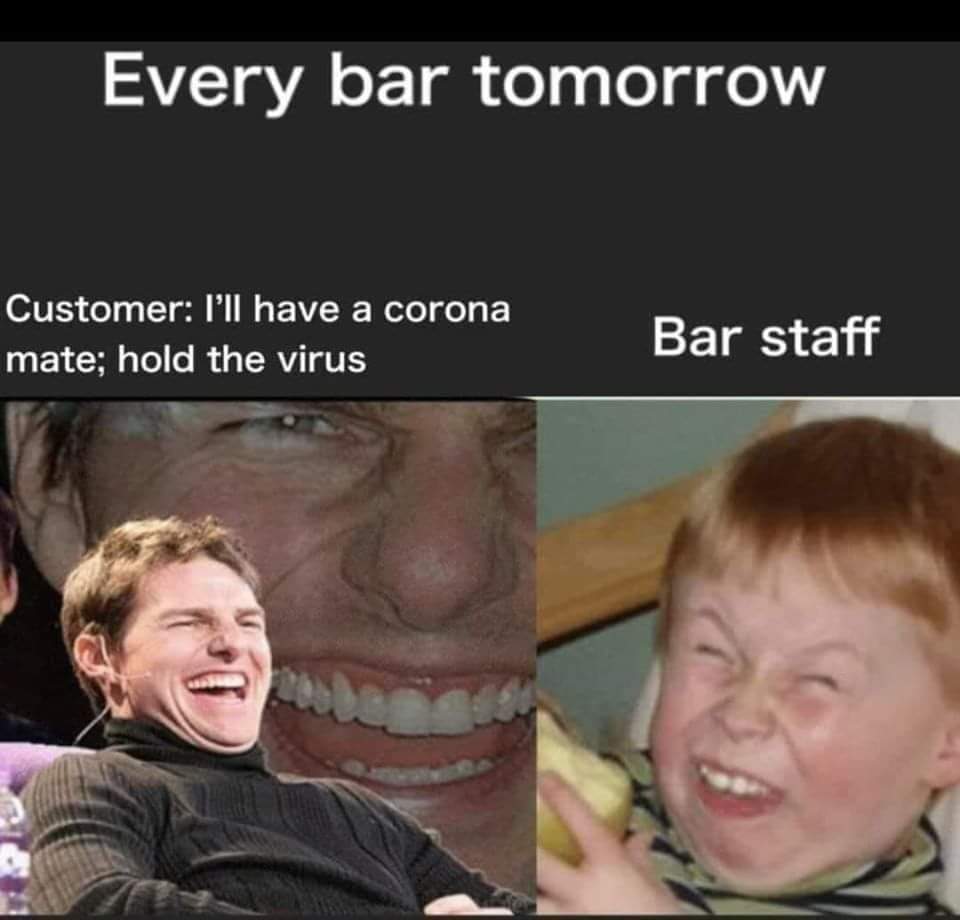 Every bar tomorrow
Customer: I'll have a corona
mate; hold the virus
Bar staff